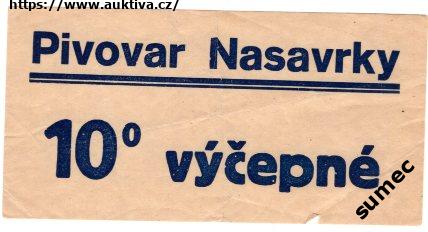 https://www.auktiva.cz/
Pivovar Nasavrky
10° výčepné
sumec